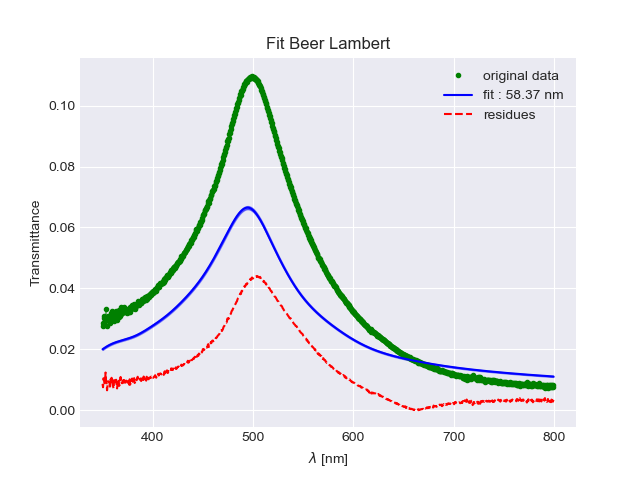 Fit Beer Lambert
original data
fit : 58.37 nm
residues
Transmittance
0.10
0.08
0.06
0.04
0.02
0.00
400 500 600 700 800
λ [nm]